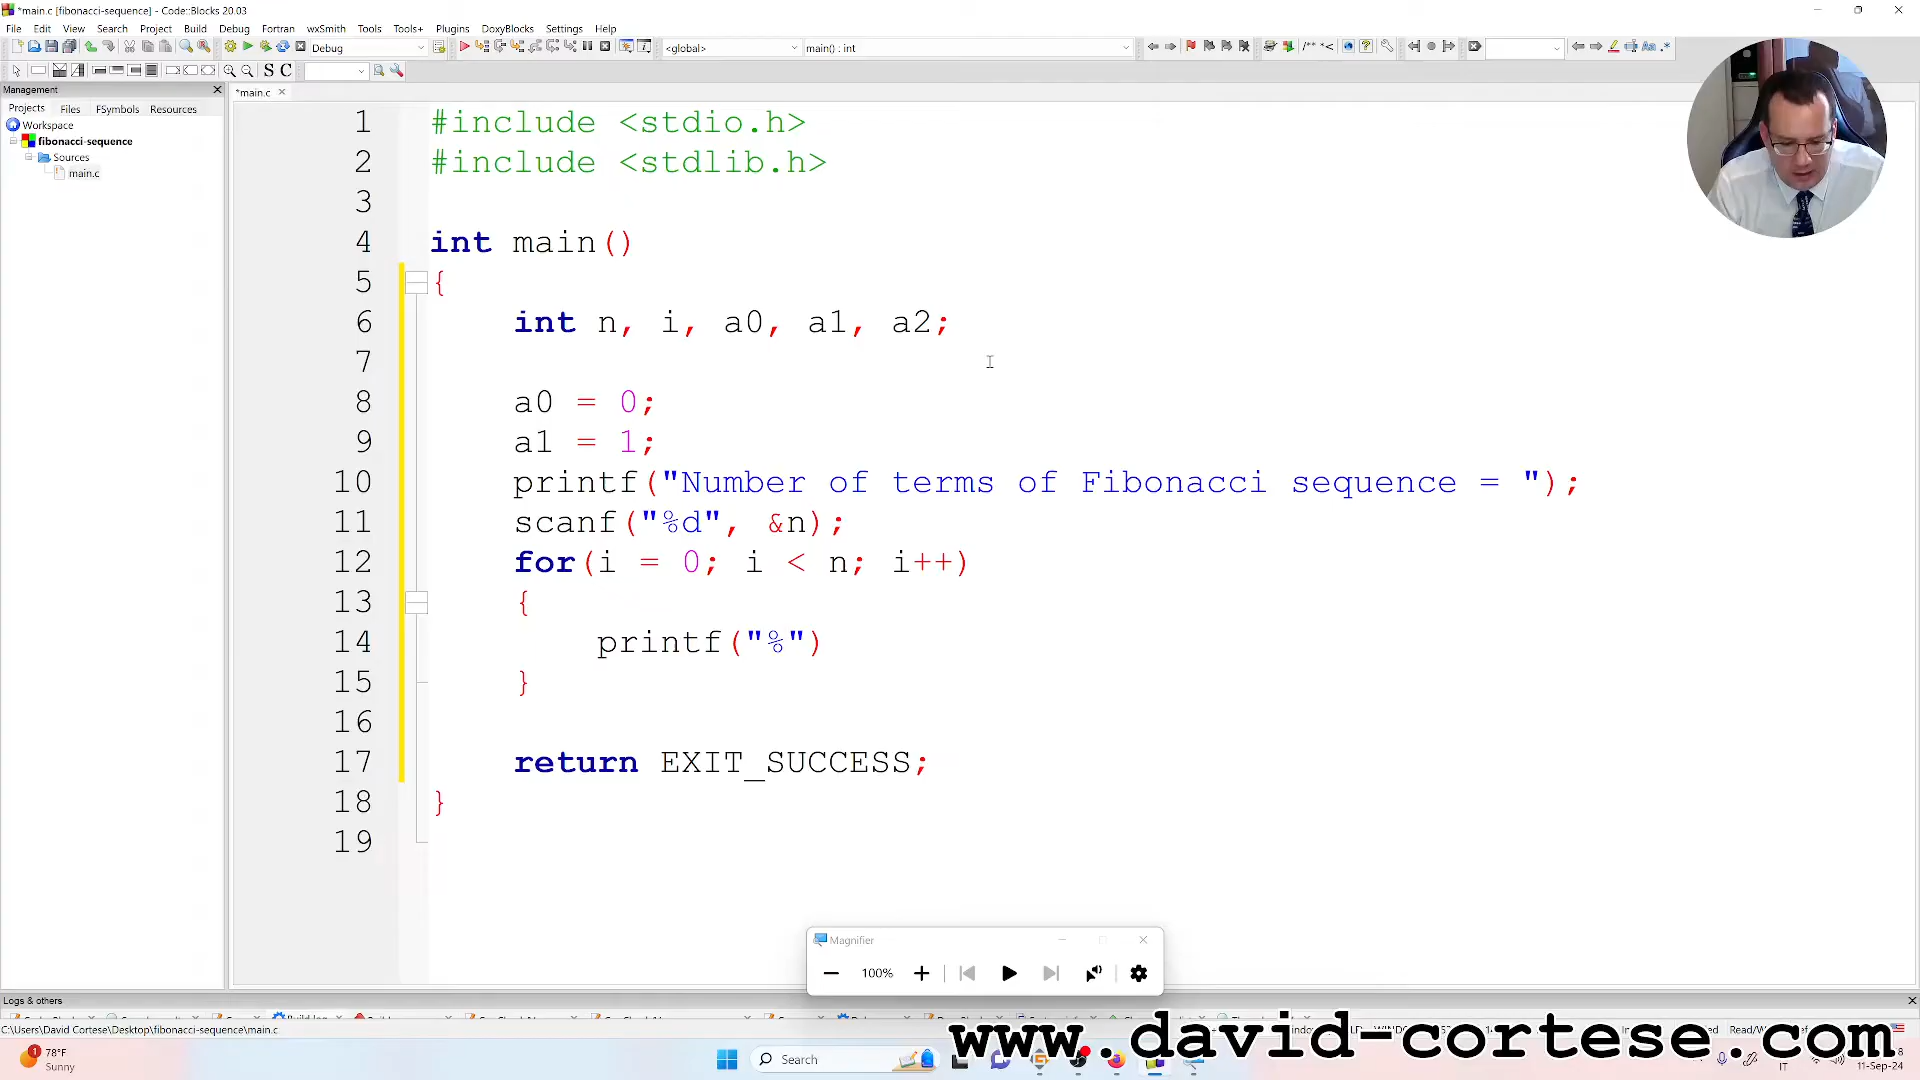 *main.c [fibonacci-sequence] - Code::Blocks 20.03
File Edit View Search Project Build Debug Fortran wxSmith Tools Tools+ Plugins DoxyBlocks Settings Help
Debug
<global>
main() : int
S C
Management
Projects Files FSymbols Resources
Workspace
fibonacci-sequence
Sources
main.c
*main.c
1 #include <stdio.h>
2 #include <stdlib.h>
3
4 int main()
5 {
6 int n, i, a0, a1, a2;
7
8 a0 = 0;
9 a1 = 1;
10 printf("Number of terms of Fibonacci sequence = ");
11 scanf("%d", &n);
12 for(i = 0; i < n; i++)
13 {
14 printf("%")
15 }
16
17 return EXIT_SUCCESS;
18 }
19
Magnifier
100%
Logs & others
C:\Users\David Cortese\Desktop\fibonacci-sequence\main.c
www.david-cortese.com
1
78°F
Sunny
Search
IT
11-Sep-24